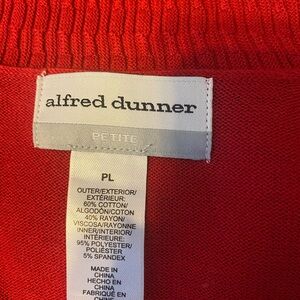 alfred dunner
PETITE
PL
OUTER/EXTERIOR/
EXTÉRIEUR:
60% COTTON/
ALGODÓN/COTON
40% RAYON/
VISCOSA/RAYONNE
INNER/INTERIOR/
INTÉRIEURE:
95% POLYESTER/
POLIÉSTER
5% SPANDEX
MADE IN
CHINA
HECHO EN
CHINA
FABRIQUÉ EN
CHINE